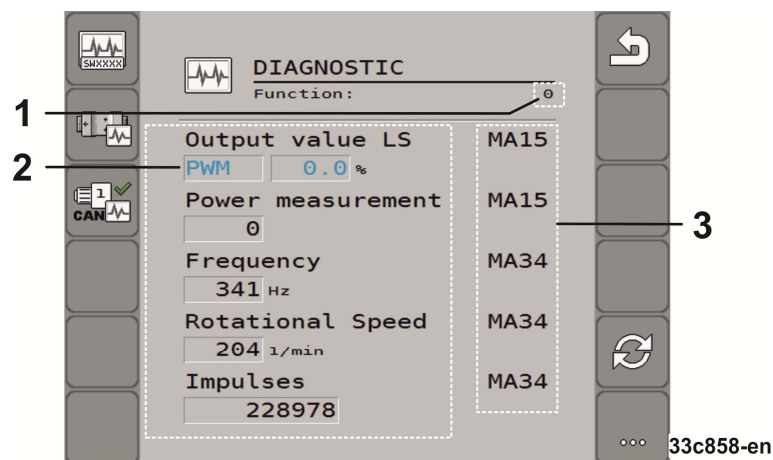 SWXXXX
DIAGNOSTIC
Function: 0
1
Output value LS MA15
2
PWM 0.0 %
Power measurement MA15
0
CAN 1
3
Frequency MA34
341 Hz
Rotational Speed MA34
204 1/min
Impulses MA34
228978
33c858-en